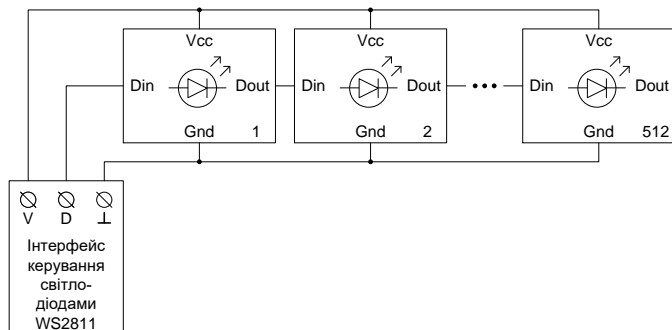 Vcc Vcc Vcc
Din Dout Din Dout Din Dout
Gnd 1 Gnd 2 Gnd 512
V D ⊥
Інтерфейс
керування
світло-
діодами
WS2811